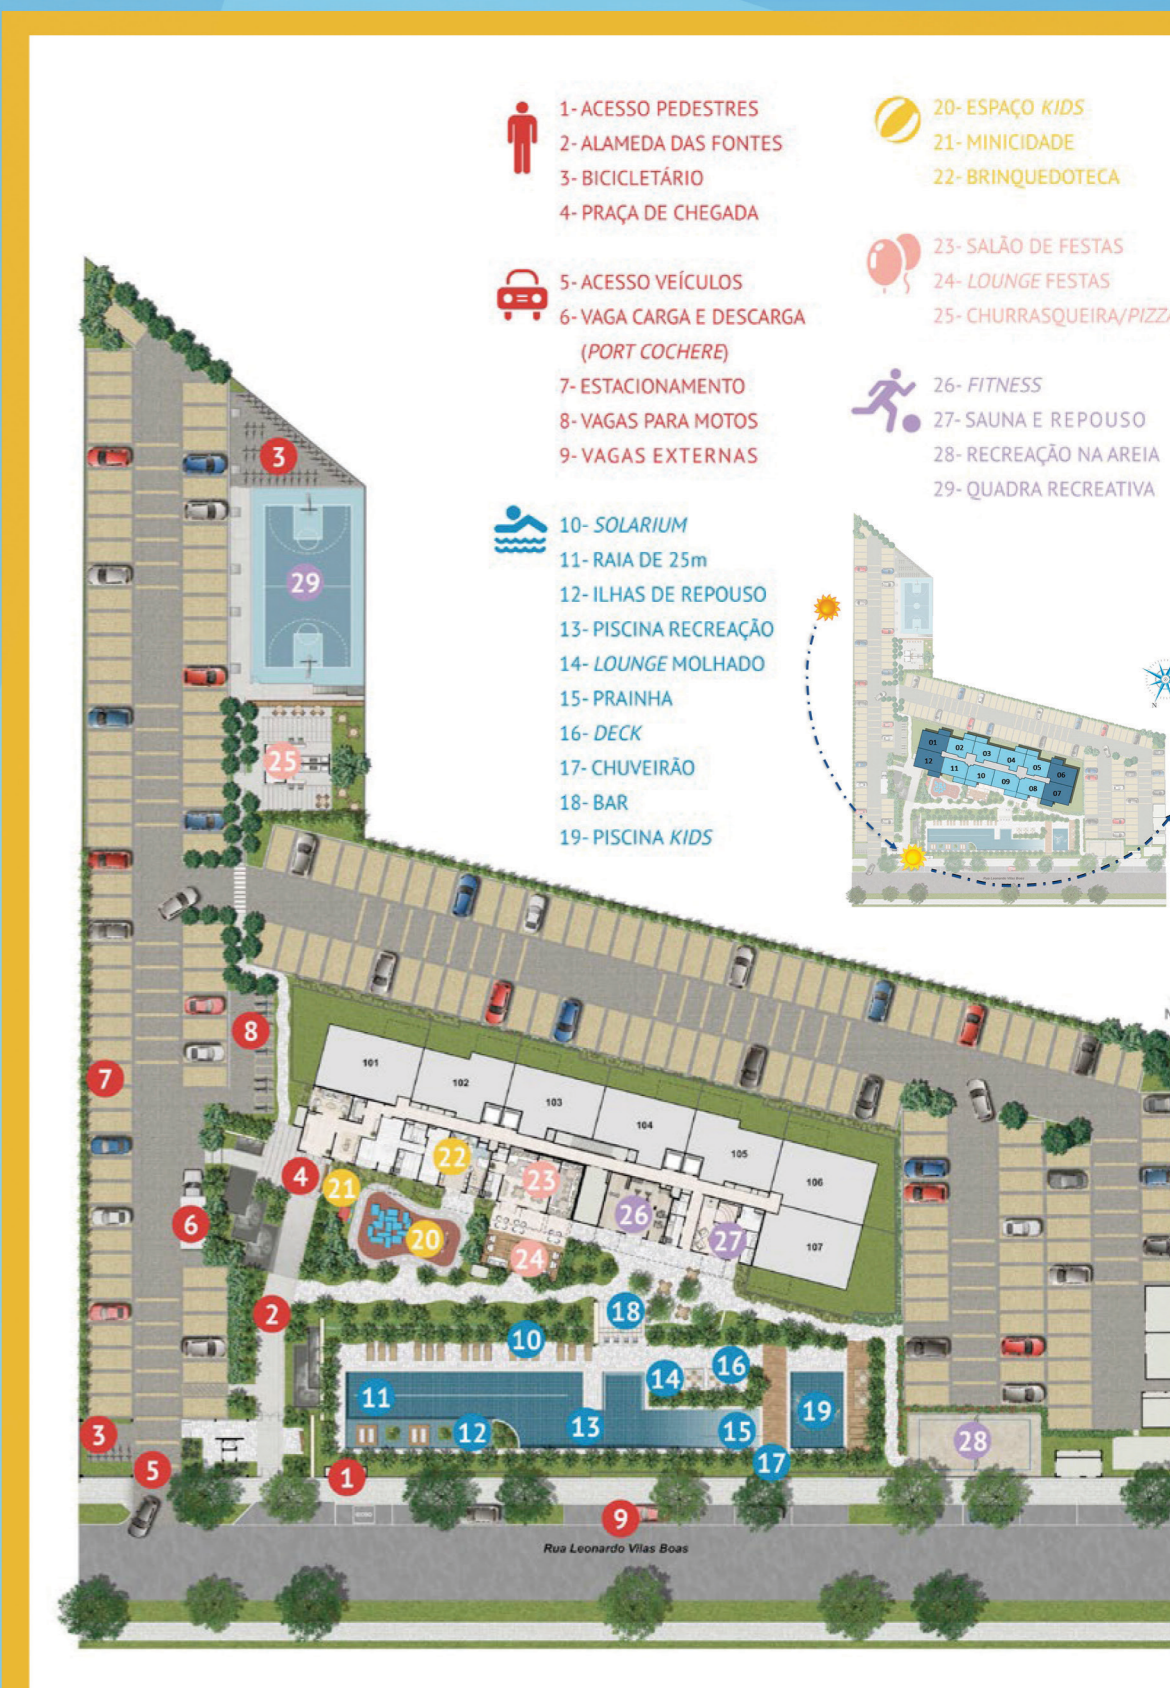 1- ACESSO PEDESTRES
2- ALAMEDA DAS FONTES
3- BICICLETÁRIO
4- PRAÇA DE CHEGADA
5- ACESSO VEÍCULOS
6- VAGA CARGA E DESCARGA
(PORT COCHERE)
7- ESTACIONAMENTO
8- VAGAS PARA MOTOS
9- VAGAS EXTERNAS
10- SOLARIUM
11- RAIA DE 25m
12- ILHAS DE REPOUSO
13- PISCINA RECREAÇÃO
14- LOUNGE MOLHADO
15- PRAINHA
16- DECK
17- CHUVEIRÃO
18- BAR
19- PISCINA KIDS
20- ESPAÇO KIDS
21- MINICIDADE
22- BRINQUEDOTECA
23- SALÃO DE FESTAS
24- LOUNGE FESTAS
25- CHURRASQUEIRA/PIZZA
26- FITNESS
27- SAUNA E REPOUSO
28- RECREAÇÃO NA AREIA
29- QUADRA RECREATIVA
N
01
02
03
04
05
06
12
11
10
09
08
07
Rua Leonardo Vilas Boas
3
29
25
8
7
101
102
103
104
105
106
107
4
21
22
23
20
24
26
27
6
2
18
10
11
12
13
14
16
15
19
17
28
3
5
1
9
Rua Leonardo Vilas Boas